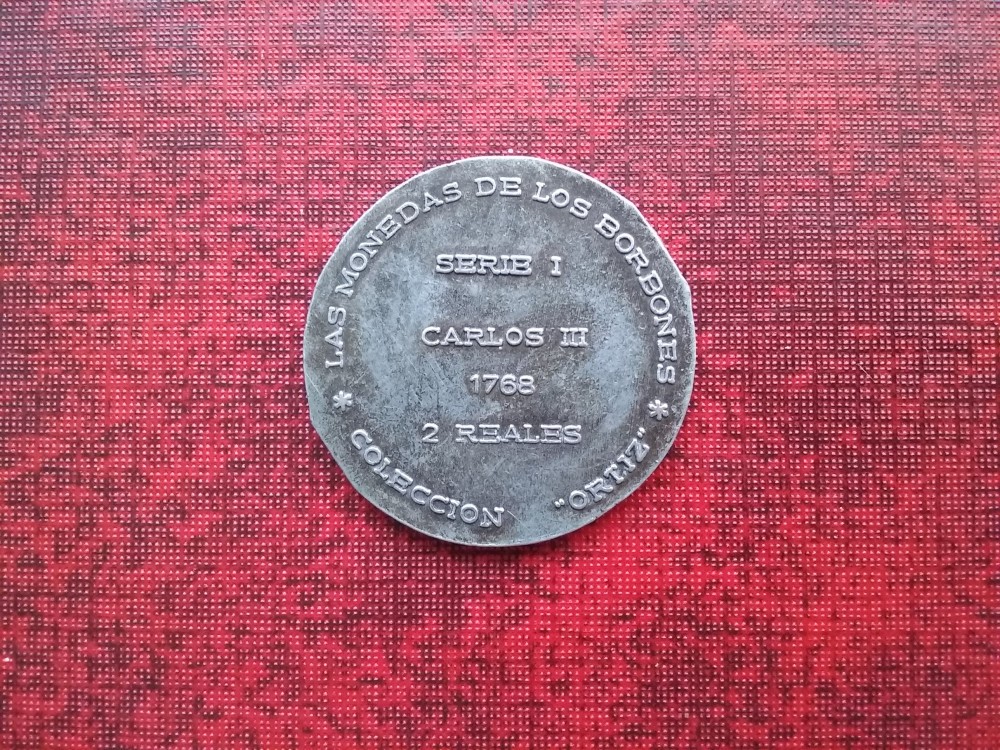 LAS MONEDAS DE LOS BORBONES
SERIE I
CARLOS III
1768
2 REALES
* COLECCION "ORTIZ" *